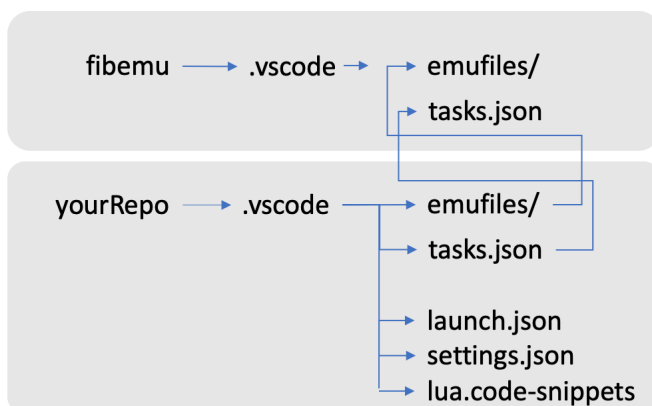 fibemu .vscode emufiles/
tasks.json
yourRepo .vscode emufiles/
tasks.json
launch.json
settings.json
lua.code-snippets